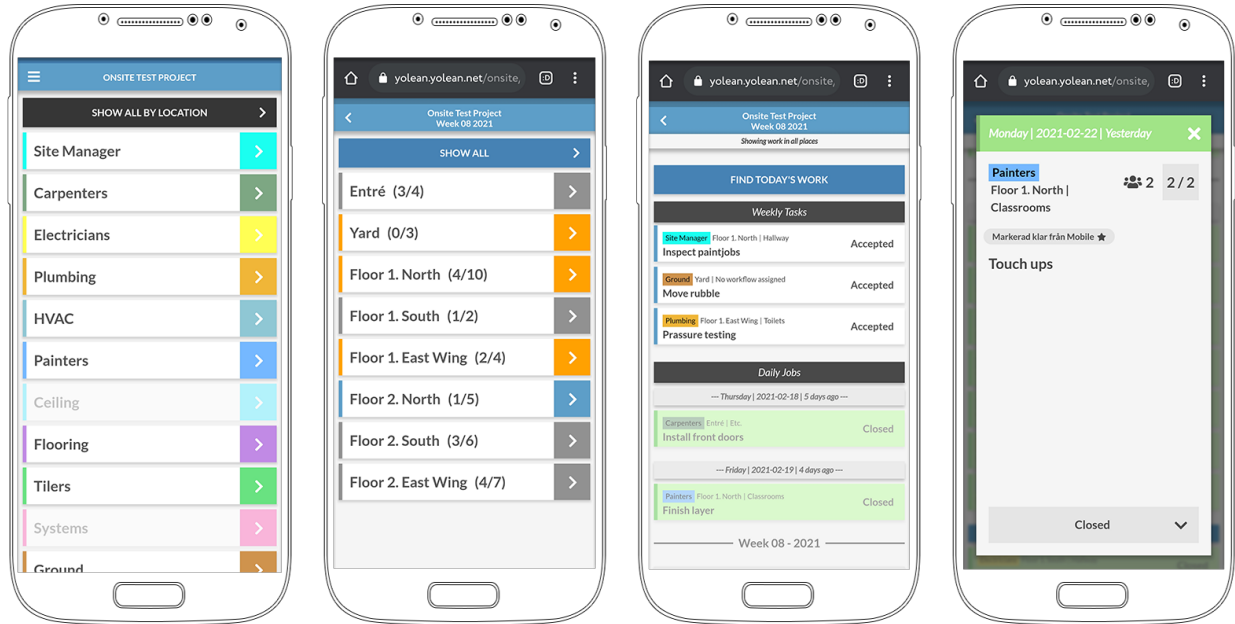 ONSITE TEST PROJECT
SHOW ALL BY LOCATION
Site Manager
Carpenters
Electricians
Plumbing
HVAC
Painters
Ceiling
Flooring
Tilers
Systems
Ground
yolean.yolean.net/onsite,
:D
Onsite Test Project
Week 08 2021
SHOW ALL
Entré (3/4)
Yard (0/3)
Floor 1. North (4/10)
Floor 1. South (1/2)
Floor 1. East Wing (2/4)
Floor 2. North (1/5)
Floor 2. South (3/6)
Floor 2. East Wing (4/7)
yolean.yolean.net/onsite,
:D
Onsite Test Project
Week 08 2021
Showing work in all places
FIND TODAY'S WORK
Weekly Tasks
Site Manager Floor 1. North | Hallway
Inspect paintjobs
Accepted
Ground Yard | No workflow assigned
Move rubble
Accepted
Plumbing Floor 1. East Wing | Toilets
Prassure testing
Accepted
Daily Jobs
--- Thursday | 2021-02-18 | 5 days ago ---
Carpenters Entré | Etc.
Install front doors
Closed
--- Friday | 2021-02-19 | 4 days ago ---
Painters Floor 1. North | Classrooms
Finish layer
Closed
Week 08 - 2021
yolean.yolean.net/onsite,
:D
Monday | 2021-02-22 | Yesterday
Painters
Floor 1. North |
Classrooms
2 2 / 2
Markerad klar från Mobile
Touch ups
Closed